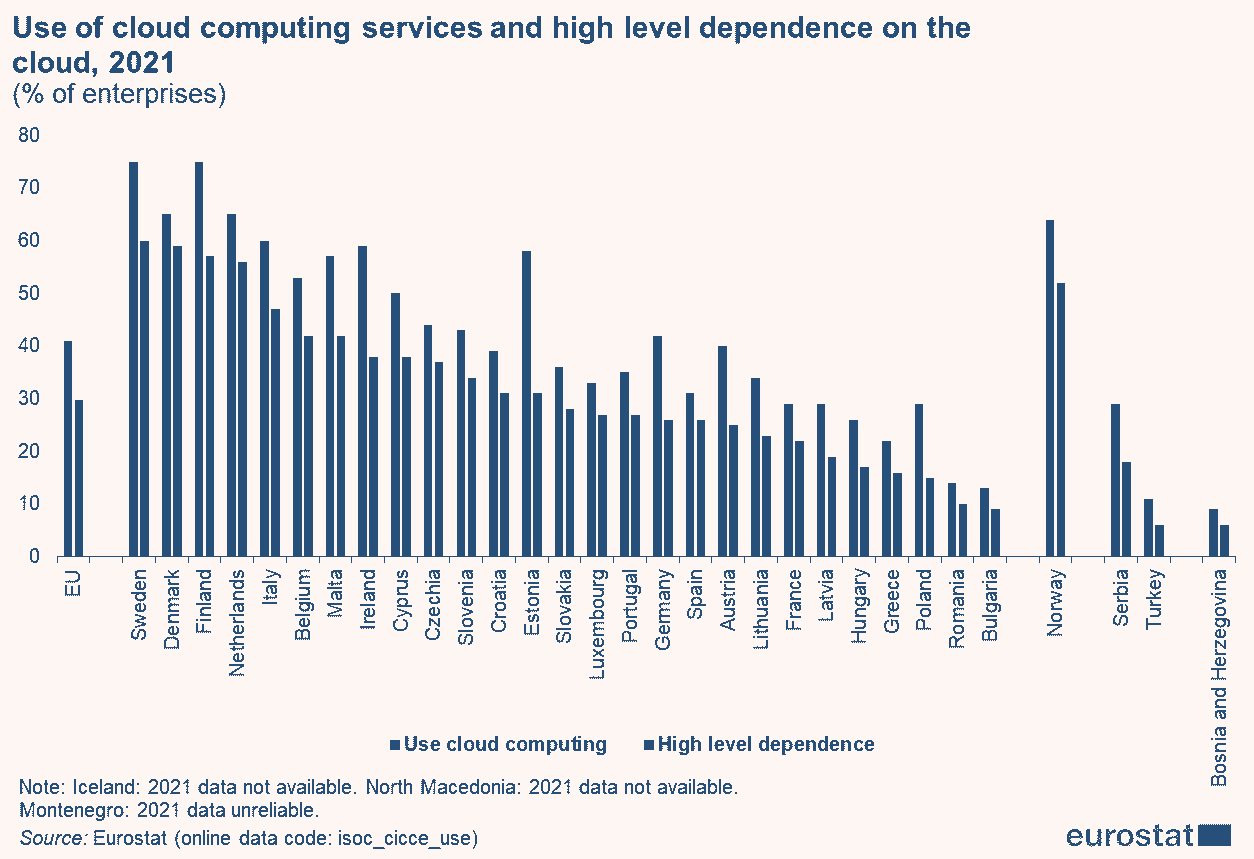 Use of cloud computing services and high level dependence on the
cloud, 2021
(% of enterprises)
80
70
60
50
40
30
20
10
0
EU
Sweden
Denmark
Finland
Netherlands
Italy
Belgium
Malta
Ireland
Cyprus
Czechia
Slovenia
Croatia
Estonia
Slovakia
Luxembourg
Portugal
Germany
Spain
Austria
Lithuania
France
Latvia
Hungary
Greece
Poland
Romania
Bulgaria
Norway
Serbia
Turkey
Bosnia and Herzegovina
Use cloud computing
High level dependence
Note: Iceland: 2021 data not available. North Macedonia: 2021 data not available.
Montenegro: 2021 data unreliable.
Source: Eurostat (online data code: isoc_cicce_use)
eurostat